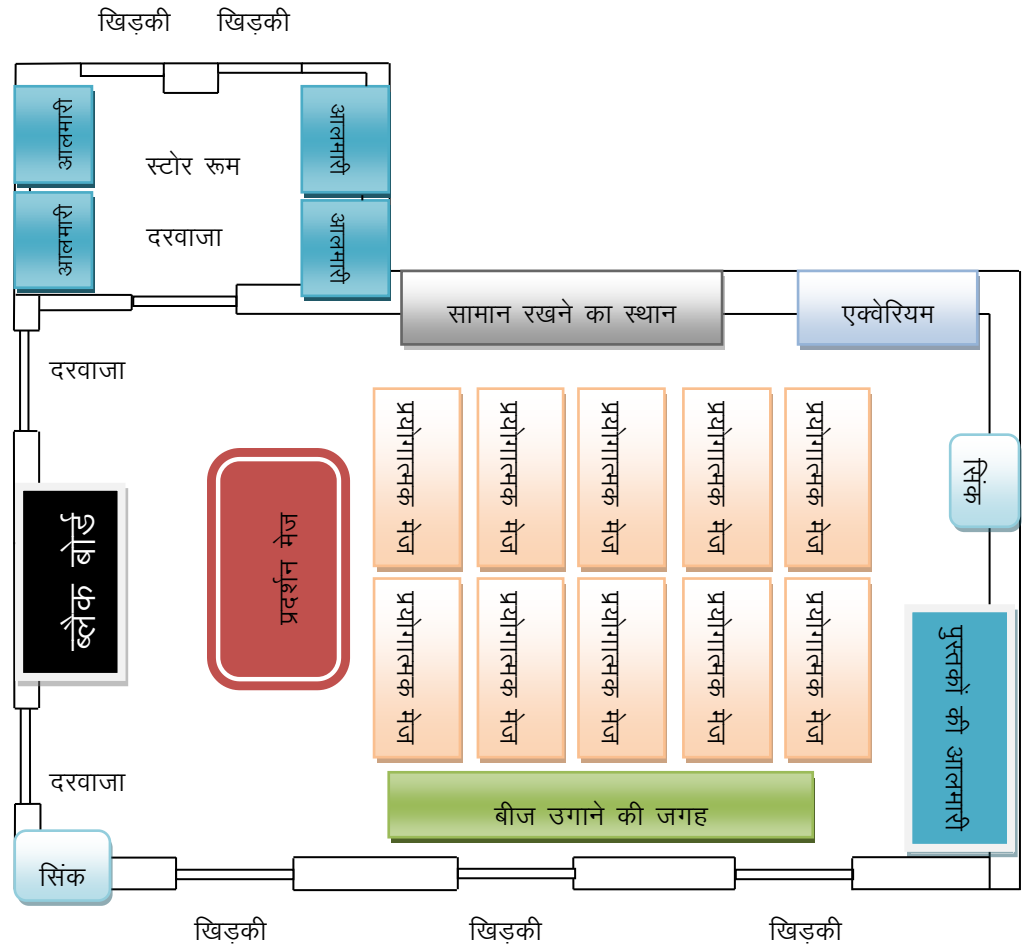 खिड़की खिड़की
आलमारी
आलमारी
स्टोर रूम
आलमारी
आलमारी
दरवाजा
सामान रखने का स्थान
एक्वेरियम
दरवाजा
प्रयोगात्मक मेज
प्रयोगात्मक मेज
प्रयोगात्मक मेज
प्रयोगात्मक मेज
प्रयोगात्मक मेज
सिंक
ब्लैक बोर्ड
प्रदर्शन मेज़
प्रयोगात्मक मेज
प्रयोगात्मक मेज
प्रयोगात्मक मेज
प्रयोगात्मक मेज
प्रयोगात्मक मेज
पुस्तकों की आलमारी
दरवाजा
बीज उगाने की जगह
सिंक
खिड़की खिड़की खिड़की